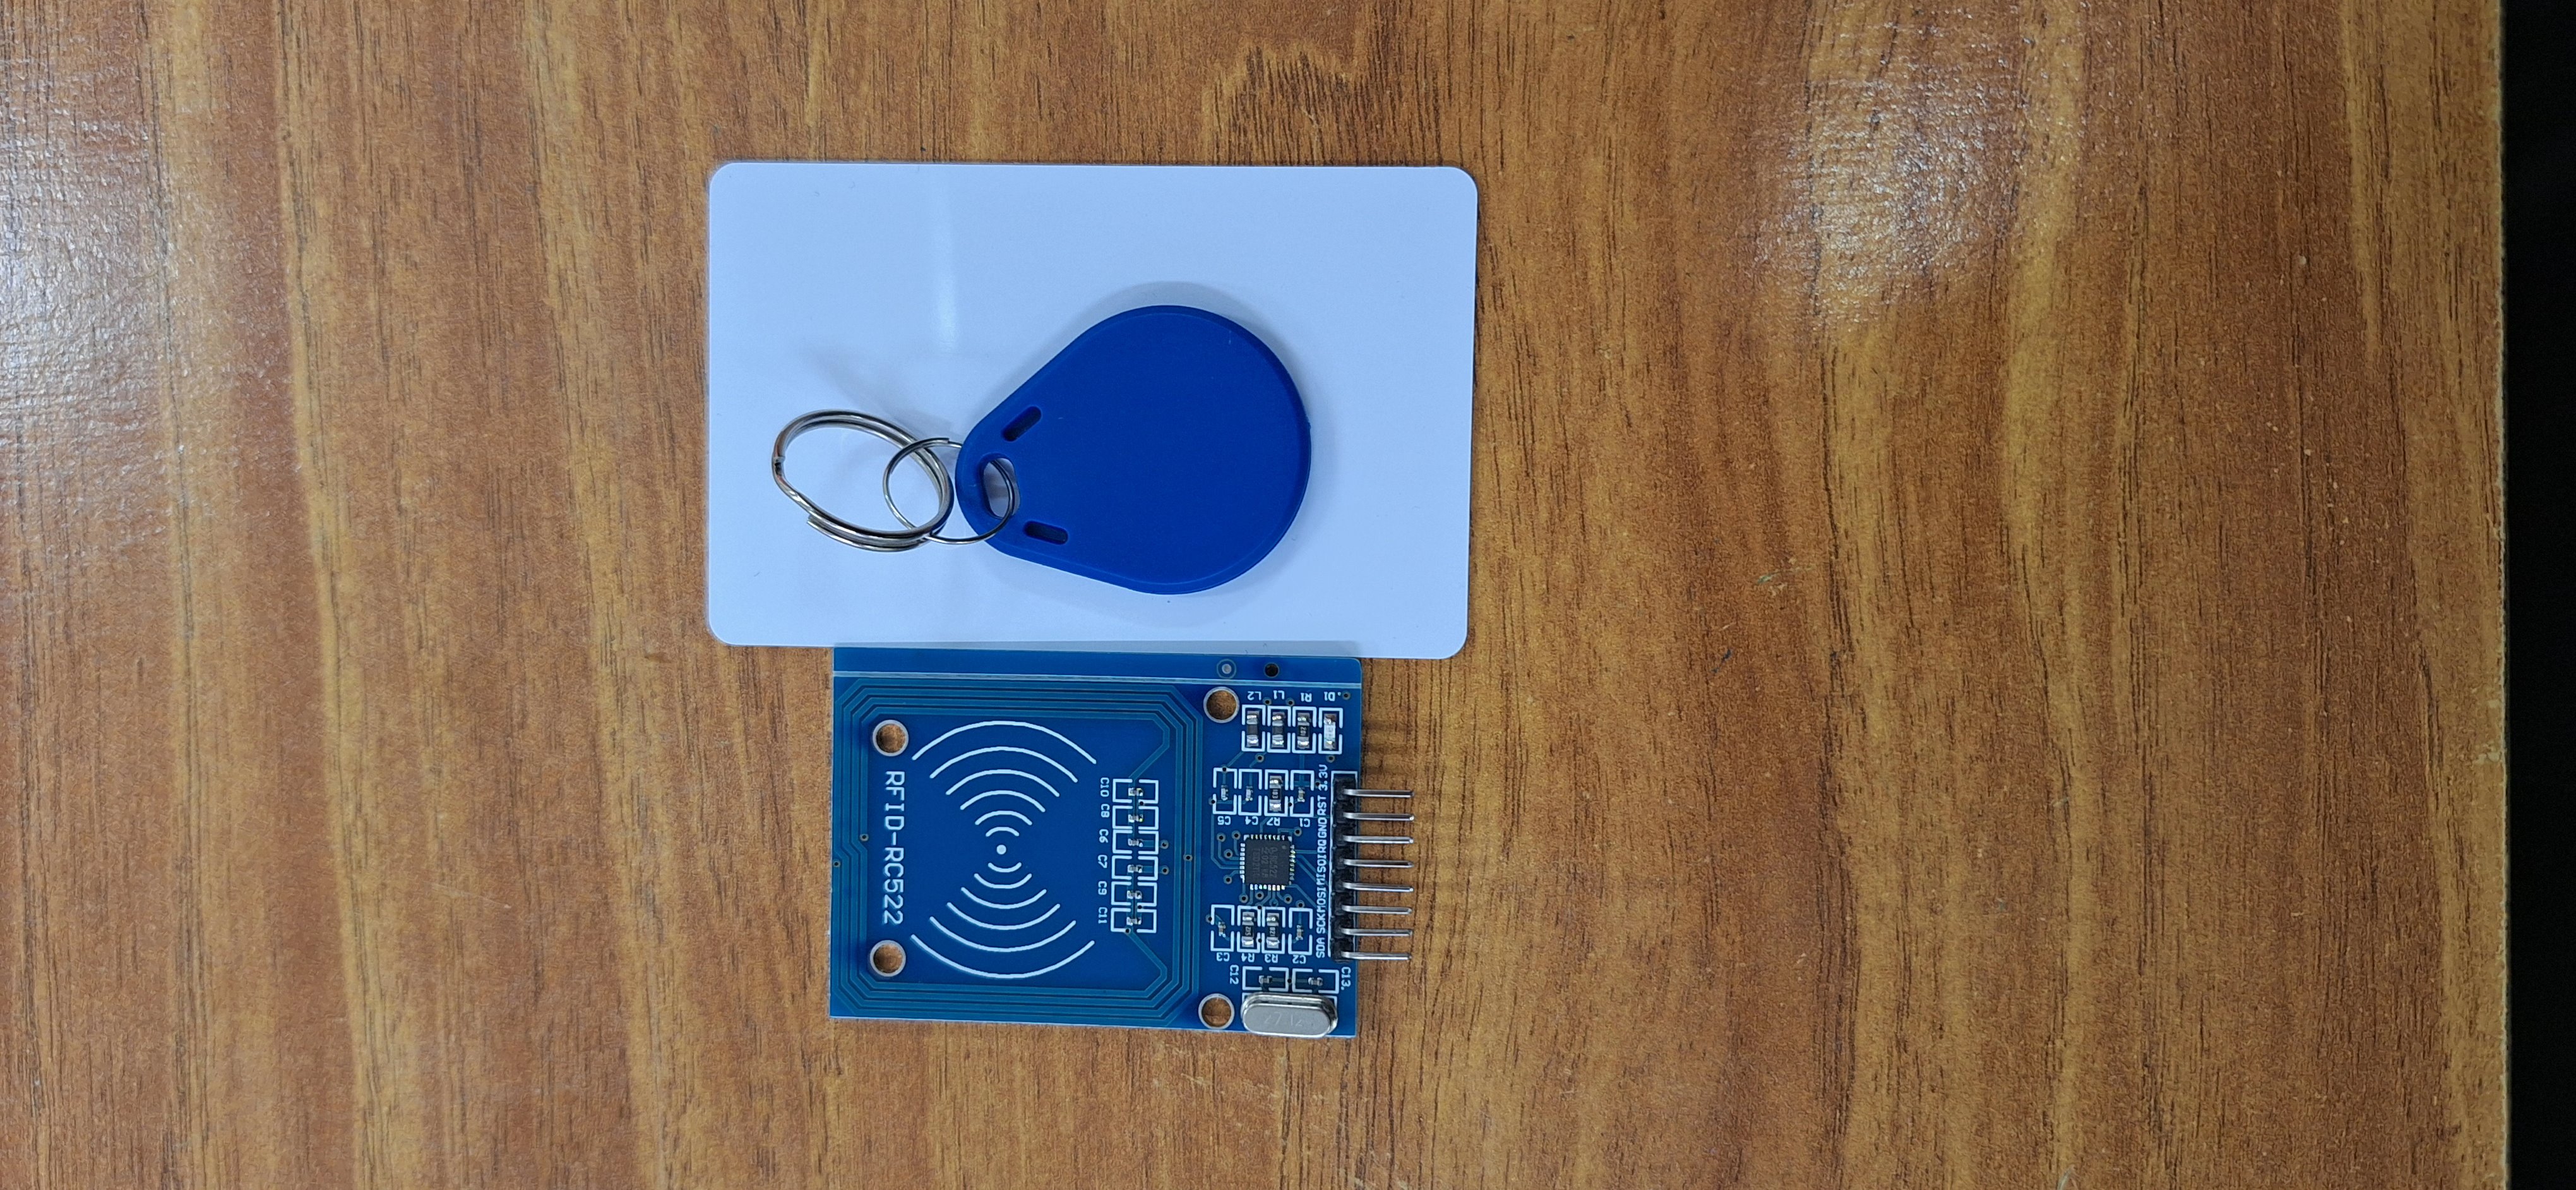 RFID-RC522
C10 C8 C6 C7 C9 C11
L2 L1 R1 D1
C5 C4 R2 C1
SDA SCK MOSI MISO IRQ GND RST 3.3V
C3 R4 R3 C2
C12
C13